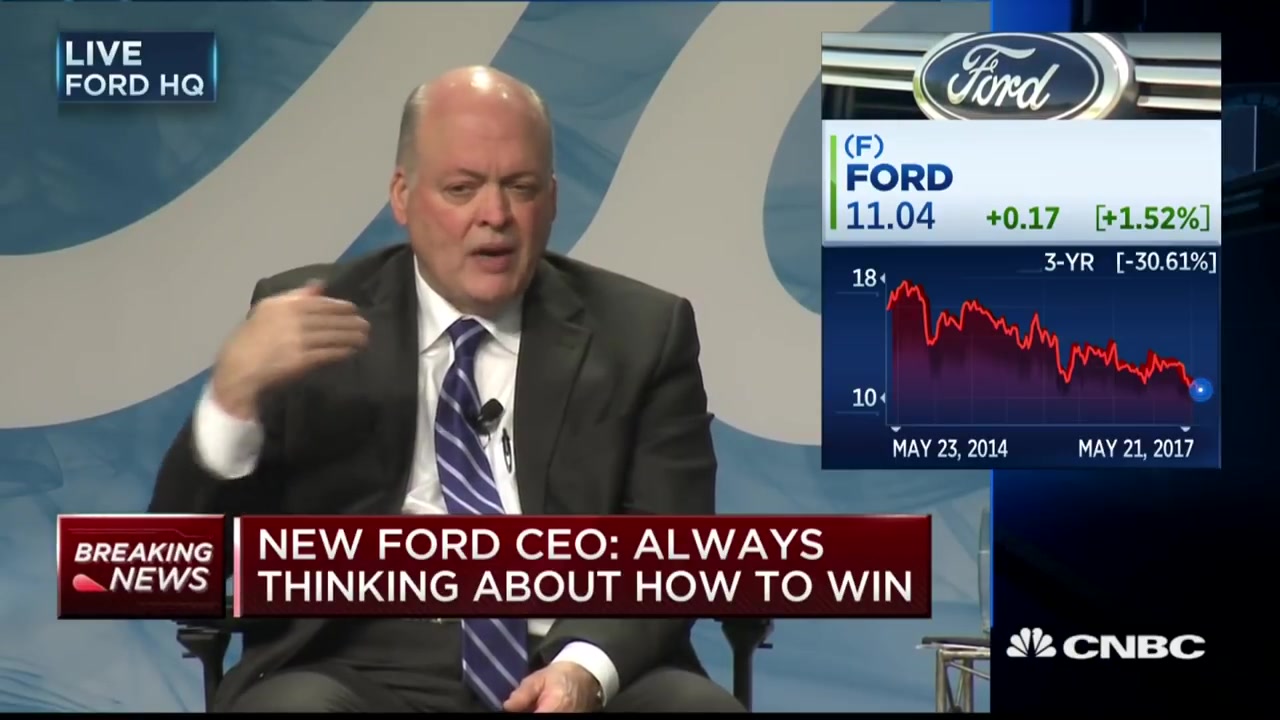 LIVE
FORD HQ
Ford
(F)
FORD
11.04 +0.17 [+1.52%]
3-YR [-30.61%]
18
10
MAY 23, 2014 MAY 21, 2017
BREAKING
NEWS
NEW FORD CEO: ALWAYS
THINKING ABOUT HOW TO WIN
CNBC